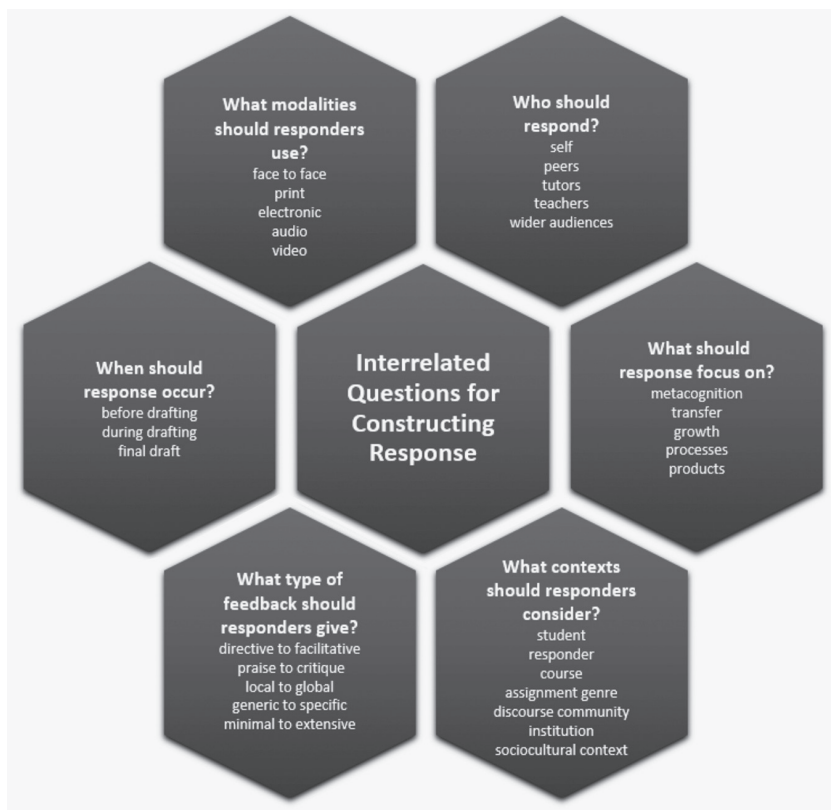 What modalities
should responders
use?
face to face
print
electronic
audio
video
Who should
respond?
self
peers
tutors
teachers
wider audiences
When should
response occur?
before drafting
during drafting
final draft
Interrelated
Questions for
Constructing
Response
What should
response focus on?
metacognition
transfer
growth
processes
products
What type of
feedback should
responders give?
directive to facilitative
praise to critique
local to global
generic to specific
minimal to extensive
What contexts
should responders
consider?
student
responder
course
assignment genre
discourse community
institution
sociocultural context